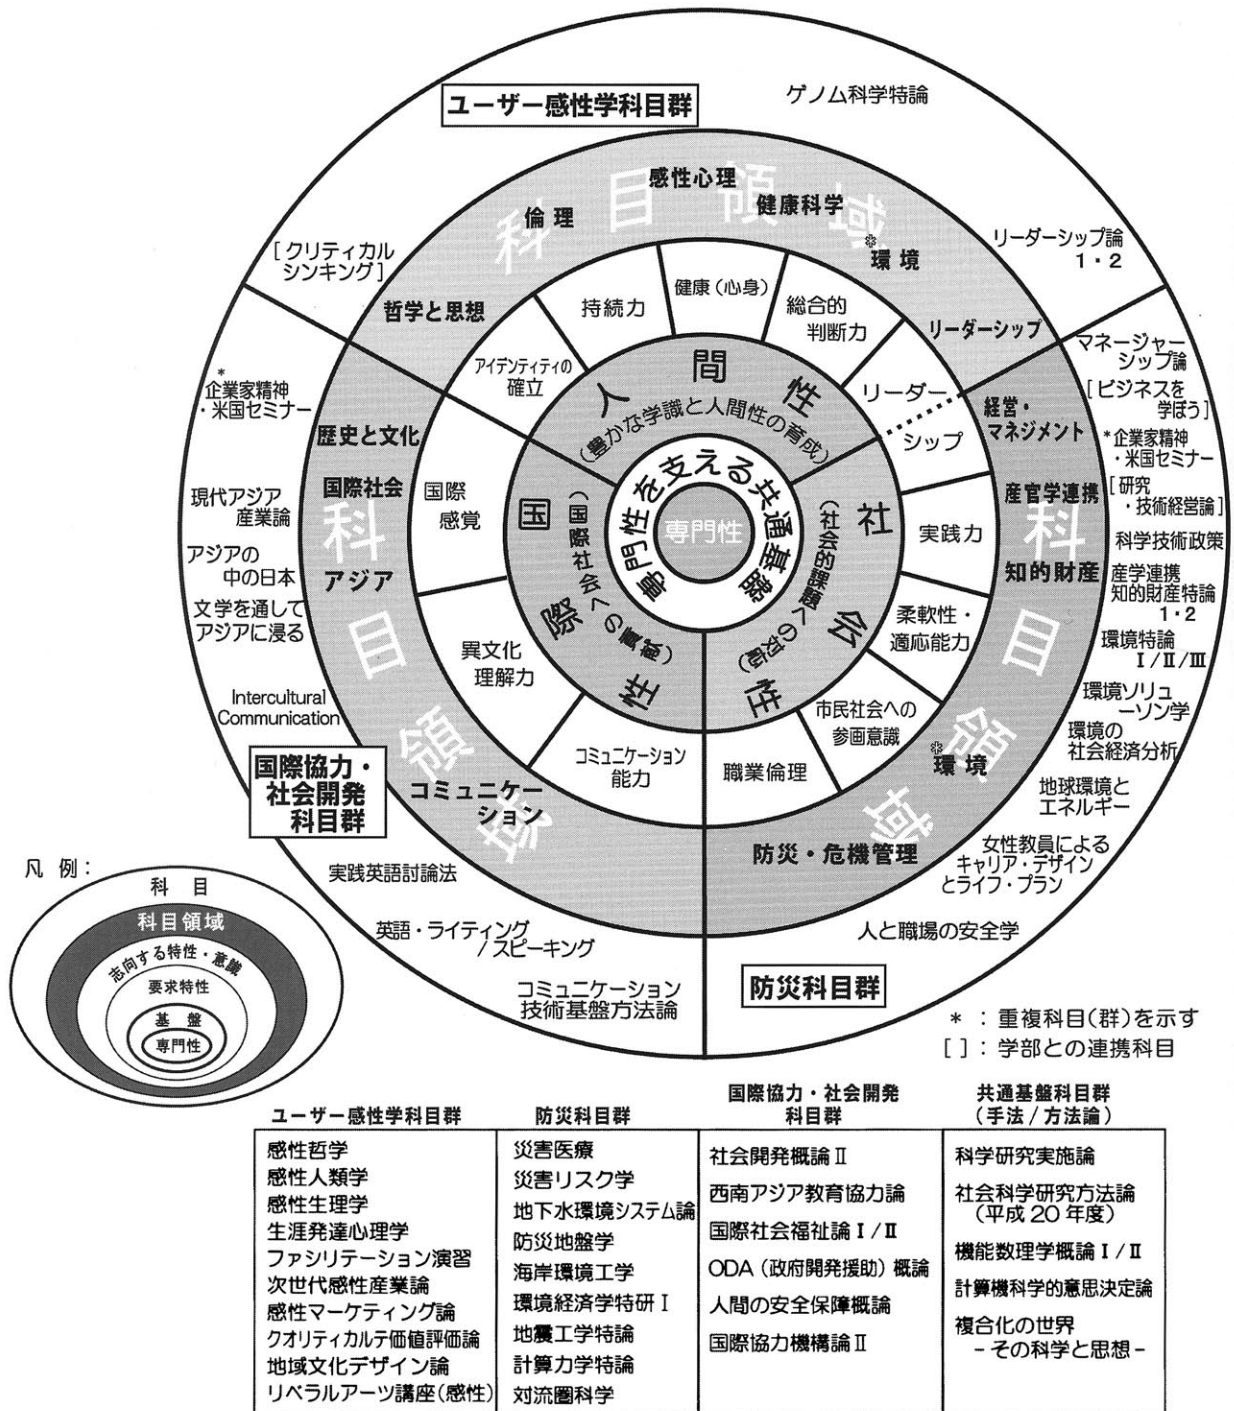 ユーザー感性学科目群
ゲノム科学特論
[クリティカル
シンキング]
リーダーシップ論
1・2
科目領域
哲学と思想
倫理
感性心理
健康科学
*環境
リーダーシップ
アイデンティティの
確立
持続力
健康(心身)
総合的
判断力
リーダー
シップ
人間性
(豊かな学識と人間性の育成)
専門性を支える共通基盤
専門性
*
企業家精神
・米国セミナー
現代アジア
産業論
アジアの
中の日本
文学を通して
アジアに浸る
Intercultural
Communication
国際協力・
社会開発
科目群
実践英語討論法
英語・ライティング
/スピーキング
コミュニケーション
技術基盤方法論
科目領域
歴史と文化
国際社会
アジア
コミュニケー
ション
国際
感覚
異文化
理解力
コミュニケーション
能力
国際性
(国際社会への貢献)
社会性
(社会的課題への対応)
実践力
柔軟性・
適応能力
市民社会への
参画意識
職業倫理
科目領域
経営・
マネジメント
産官学連携
知的財産
*環境
防災・危機管理
マネージャー
シップ論
[ビジネスを
学ぼう]
*企業家精神
・米国セミナー
[研究
・技術経営論]
科学技術政策
産学連携
知的財産特論
1・2
環境特論
I/II/III
環境ソリュ
ーソン学
環境の
社会経済分析
地球環境と
エネルギー
女性教員による
キャリア・デザイン
とライフ・プラン
人と職場の安全学
防災科目群
* :重複科目(群)を示す
[ ]:学部との連携科目
凡 例:
科 目
科目領域
志向する特性・意識
要求特性
基 盤
専門性
ユーザー感性学科目群
感性哲学
感性人類学
感性生理学
生涯発達心理学
ファシリテーション演習
次世代感性産業論
感性マーケティング論
クオリティカルテ価値評価論
地域文化デザイン論
リベラルアーツ講座(感性)
防災科目群
災害医療
災害リスク学
地下水環境システム論
防災地盤学
海岸環境工学
環境経済学特研 I
地震工学特論
計算力学特論
対流圏科学
国際協力・社会開発
科目群
社会開発概論 II
西南アジア教育協力論
国際社会福祉論 I/II
ODA(政府開発援助)概論
人間の安全保障概論
国際協力機構論 II
共通基盤科目群
(手法/方法論)
科学研究実施論
社会科学研究方法論
(平成20年度)
機能数理学概論 I/II
計算機科学的意思決定論
複合化の世界
-その科学と思想-